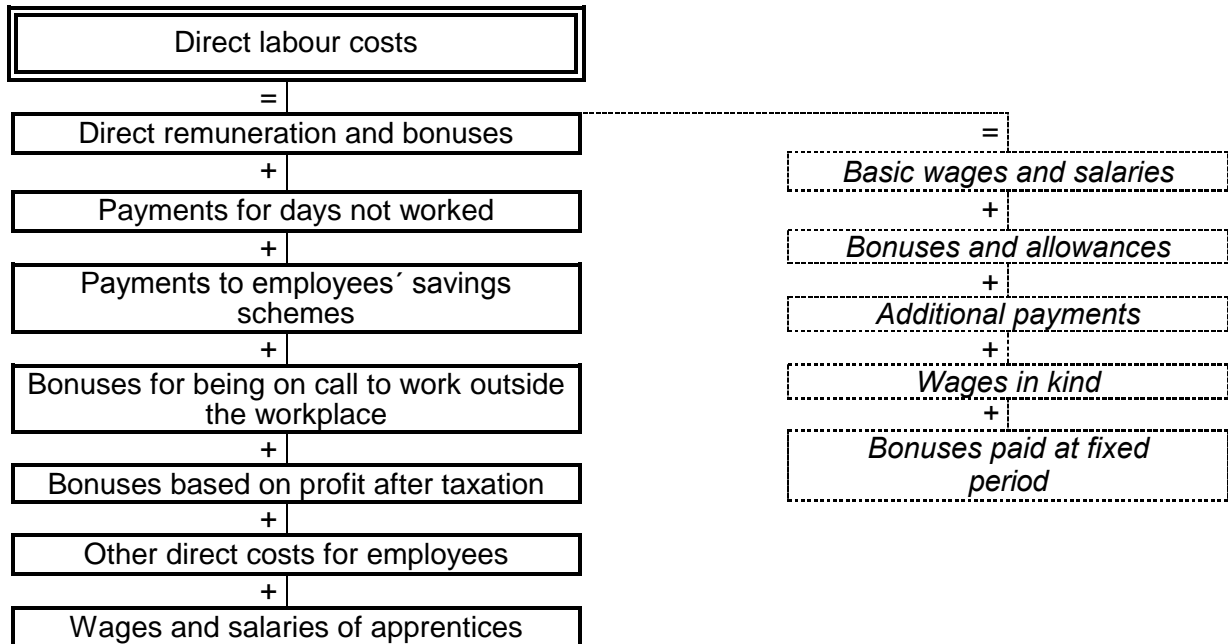 Direct labour costs
=
Direct remuneration and bonuses
+
Payments for days not worked
+
Payments to employees´ savings
schemes
+
Bonuses for being on call to work outside
the workplace
+
Bonuses based on profit after taxation
+
Other direct costs for employees
+
Wages and salaries of apprentices
=
Basic wages and salaries
+
Bonuses and allowances
+
Additional payments
+
Wages in kind
+
Bonuses paid at fixed
period